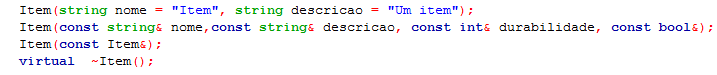 Item(string nome = "Item", string descricao = "Um item");
Item(const string& nome,const string& descricao, const int& durabilidade, const bool&);
Item(const Item&);
virtual  ~Item();